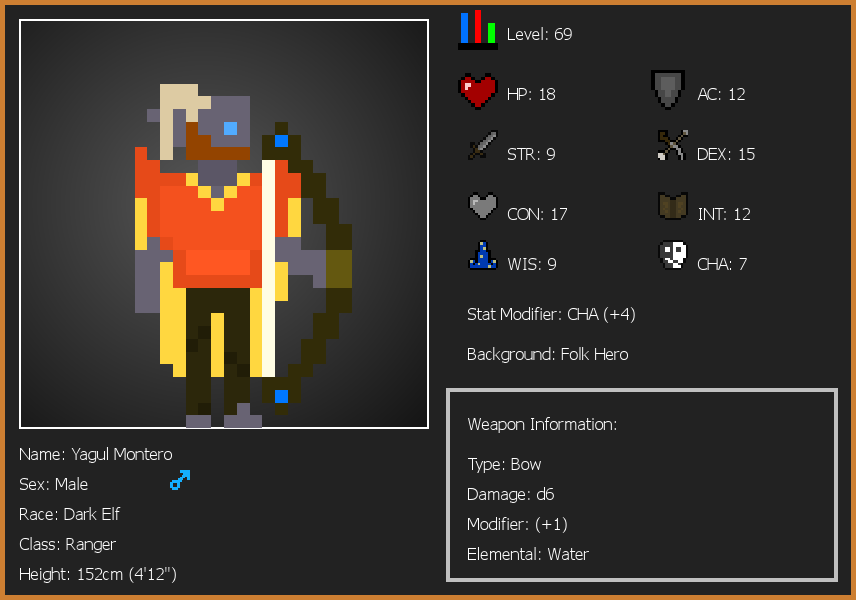 Level: 69
HP: 18
AC: 12
STR: 9
DEX: 15
CON: 17
INT: 12
WIS: 9
CHA: 7
Stat Modifier: CHA (+4)
Background: Folk Hero
Weapon Information:
Type: Bow
Damage: d6
Modifier: (+1)
Elemental: Water
Name: Yagul Montero
Sex: Male
Race: Dark Elf
Class: Ranger
Height: 152cm (4'12")